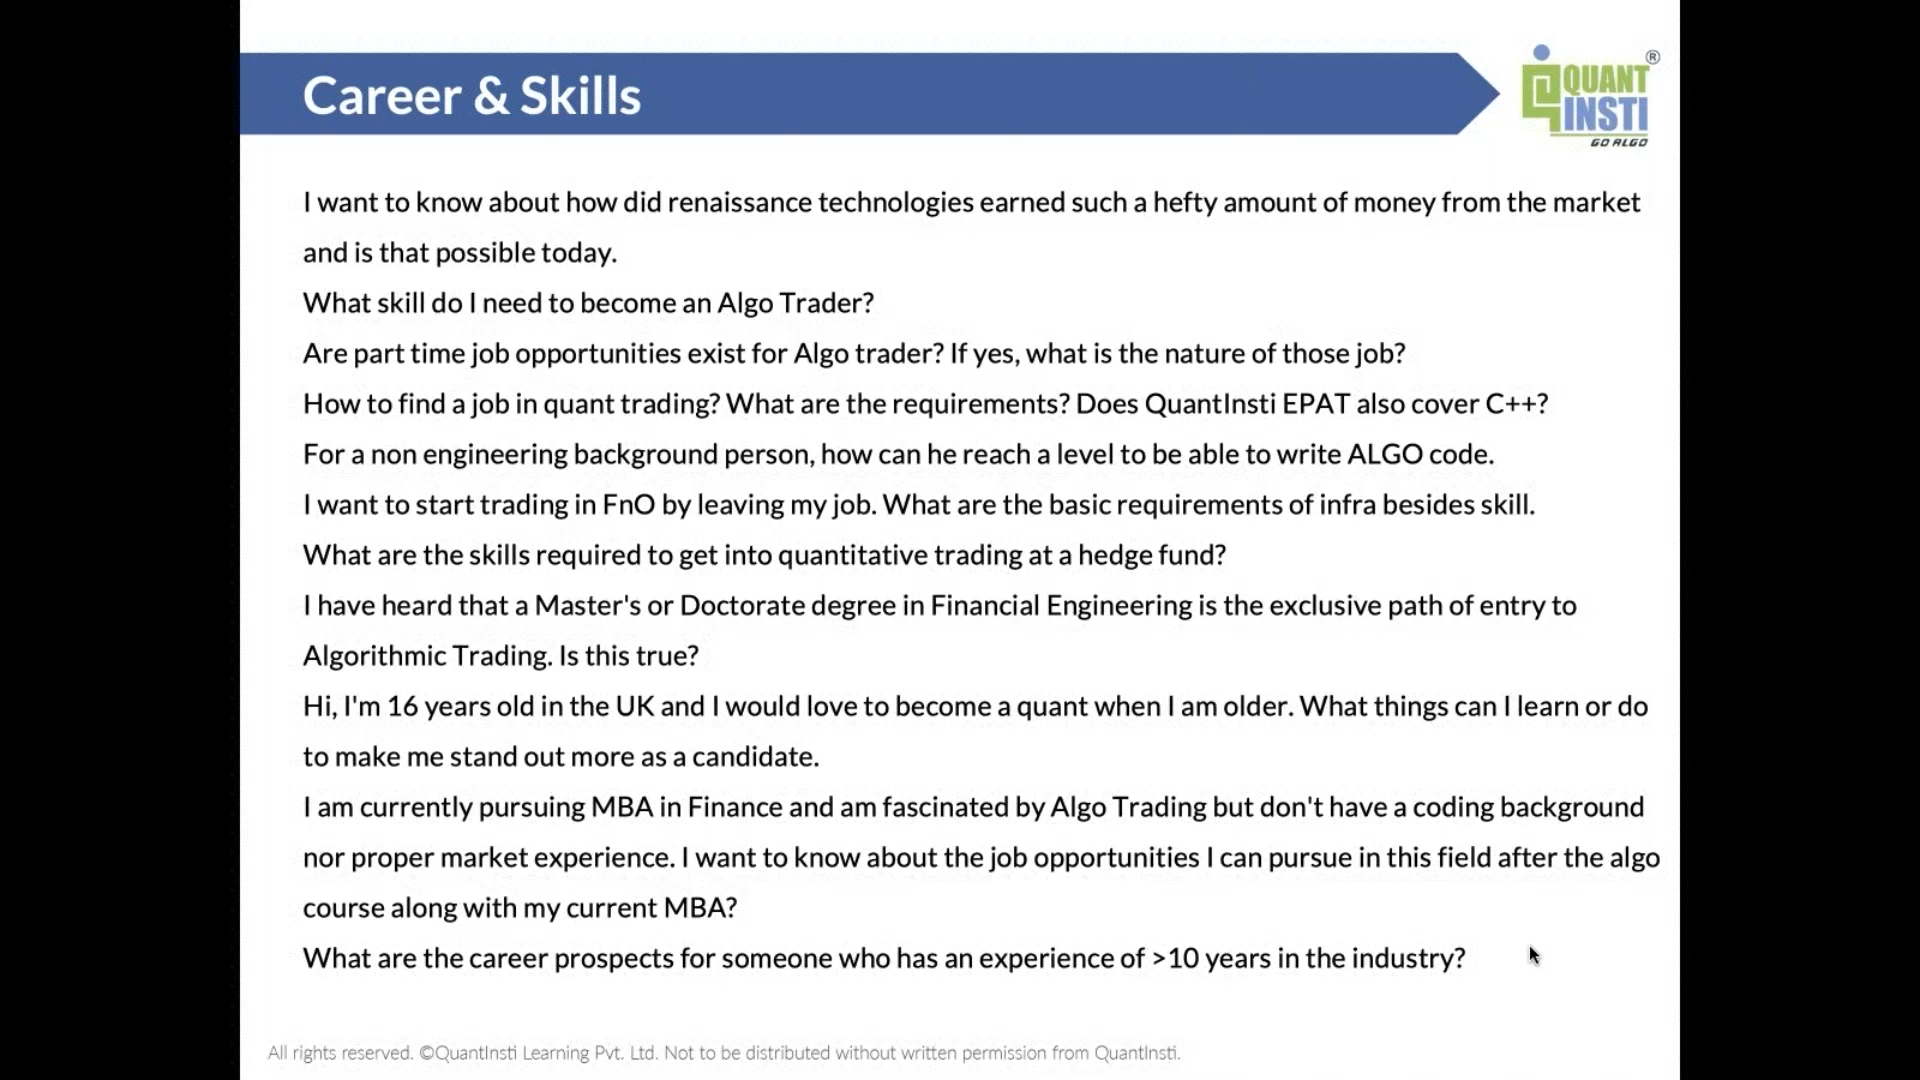 Career & Skills
QUANT
INSTI
®
GO ALGO
I want to know about how did renaissance technologies earned such a hefty amount of money from the market
and is that possible today.
What skill do I need to become an Algo Trader?
Are part time job opportunities exist for Algo trader? If yes, what is the nature of those job?
How to find a job in quant trading? What are the requirements? Does QuantInsti EPAT also cover C++?
For a non engineering background person, how can he reach a level to be able to write ALGO code.
I want to start trading in FnO by leaving my job. What are the basic requirements of infra besides skill.
What are the skills required to get into quantitative trading at a hedge fund?
I have heard that a Master's or Doctorate degree in Financial Engineering is the exclusive path of entry to
Algorithmic Trading. Is this true?
Hi, I'm 16 years old in the UK and I would love to become a quant when I am older. What things can I learn or do
to make me stand out more as a candidate.
I am currently pursuing MBA in Finance and am fascinated by Algo Trading but don't have a coding background
nor proper market experience. I want to know about the job opportunities I can pursue in this field after the algo
course along with my current MBA?
What are the career prospects for someone who has an experience of >10 years in the industry?
All rights reserved. ©QuantInsti Learning Pvt. Ltd. Not to be distributed without written permission from QuantInsti.